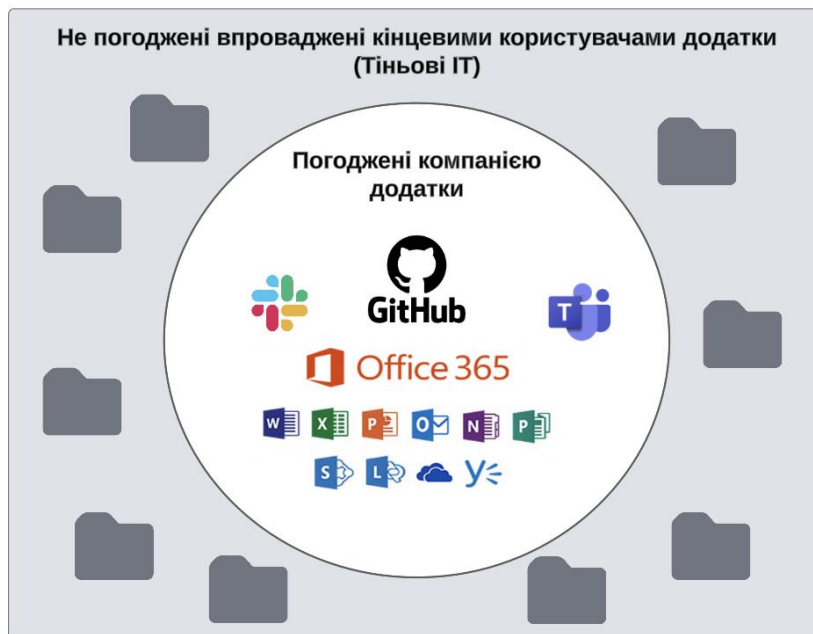 Не погоджені впроваджені кінцевими користувачами додатки
(Тіньові ІТ)
Погоджені компанією
додатки
GitHub
T
Office 365
W X P O N P
S L